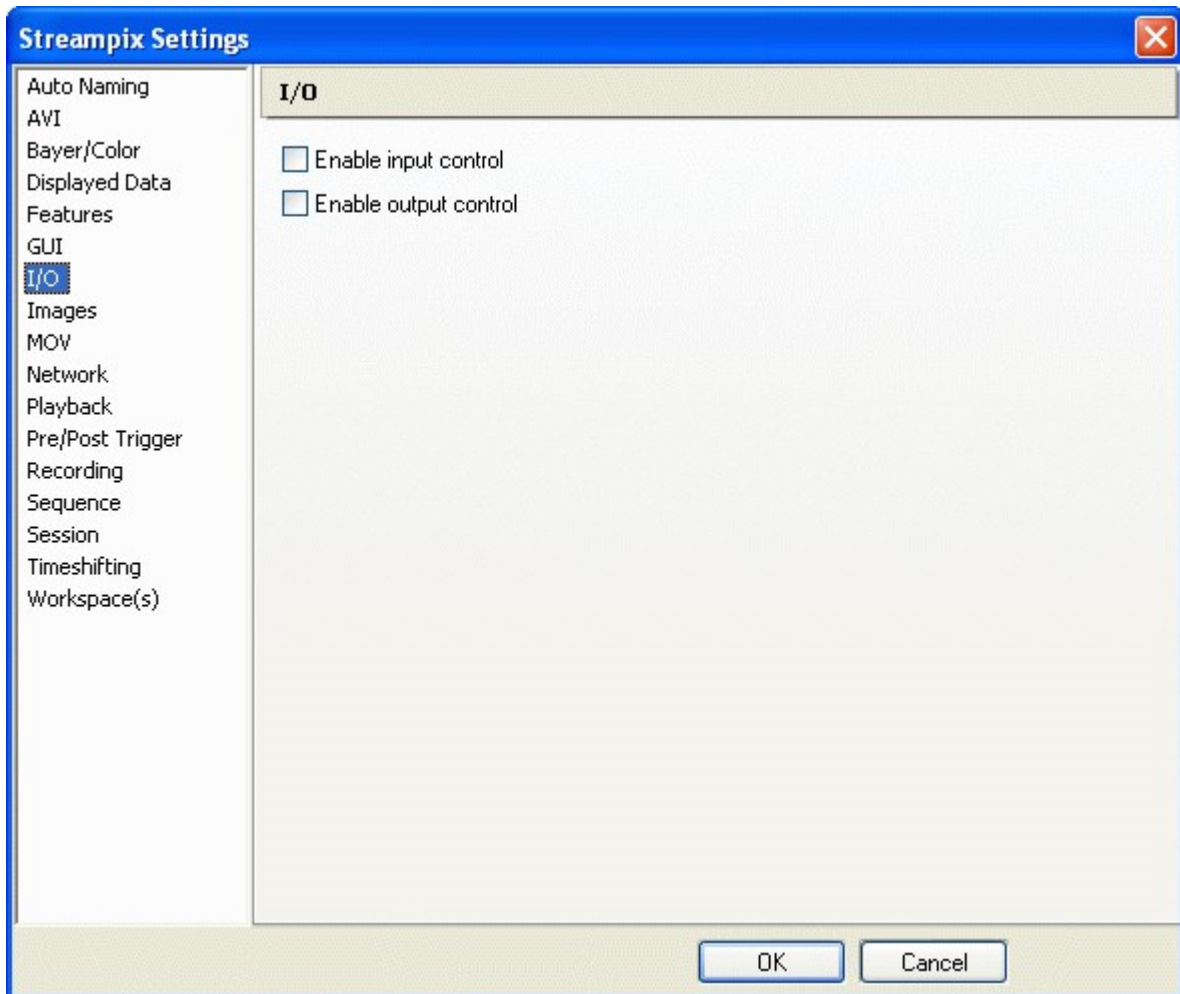 Streampix Settings
Auto Naming
AVI
Bayer/Color
Displayed Data
Features
GUI
I/O
Images
MOV
Network
Playback
Pre/Post Trigger
Recording
Sequence
Session
Timeshifting
Workspace(s)
I/O
Enable input control
Enable output control
OK
Cancel